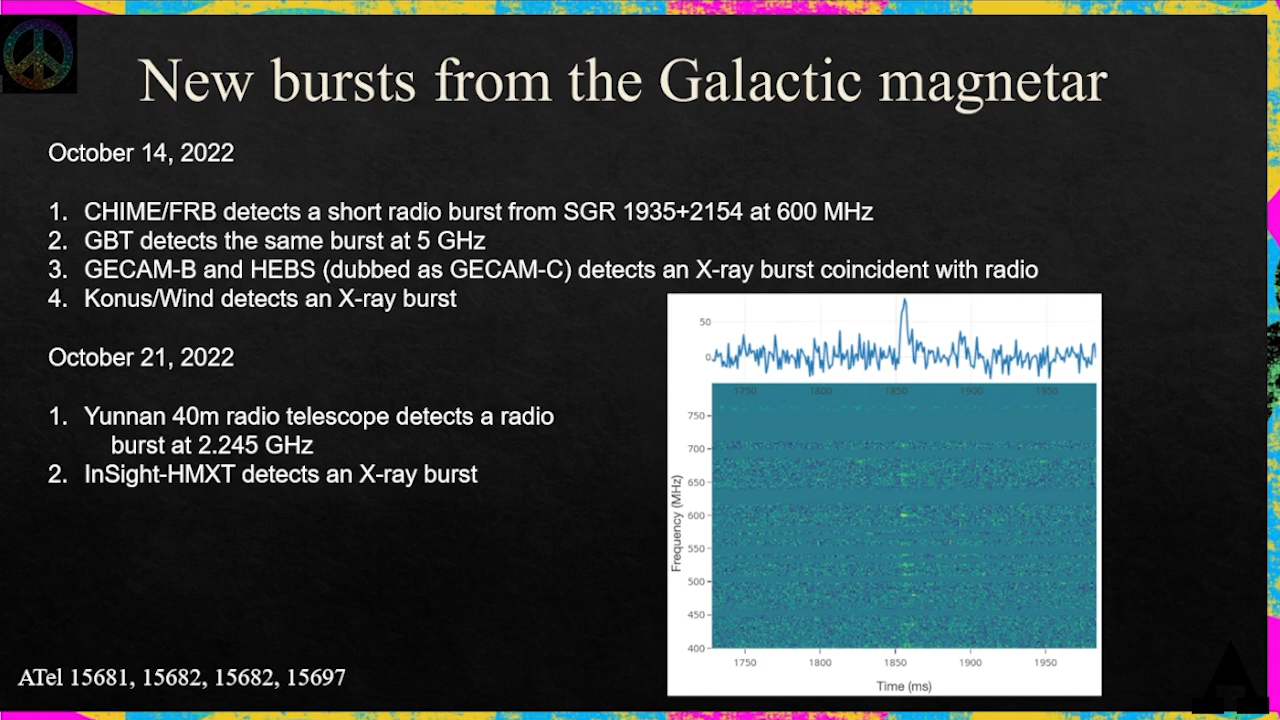 New bursts from the Galactic magnetar
October 14, 2022
1. CHIME/FRB detects a short radio burst from SGR 1935+2154 at 600 MHz
2. GBT detects the same burst at 5 GHz
3. GECAM-B and HEBS (dubbed as GECAM-C) detects an X-ray burst coincident with radio
4. Konus/Wind detects an X-ray burst
October 21, 2022
1. Yunnan 40m radio telescope detects a radio
burst at 2.245 GHz
2. InSight-HMXT detects an X-ray burst
50
0
1750 1800 1850 1900 1950
750
700
650
600
550
500
450
400
Frequency (MHz)
1750 1800 1850 1900 1950
Time (ms)
ATel 15681, 15682, 15682, 15697